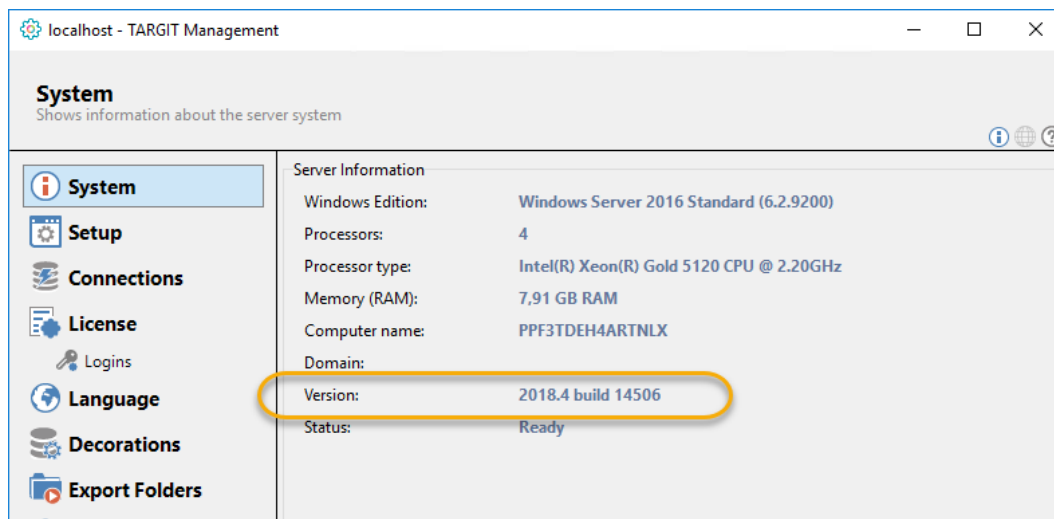 localhost - TARGIT Management
System
Shows information about the server system
System
Setup
Connections
License
Logins
Language
Decorations
Export Folders
Server Information
Windows Edition: Windows Server 2016 Standard (6.2.9200)
Processors: 4
Processor type: Intel(R) Xeon(R) Gold 5120 CPU @ 2.20GHz
Memory (RAM): 7,91 GB RAM
Computer name: PPF3TDEH4ARTNLX
Domain:
Version: 2018.4 build 14506
Status: Ready